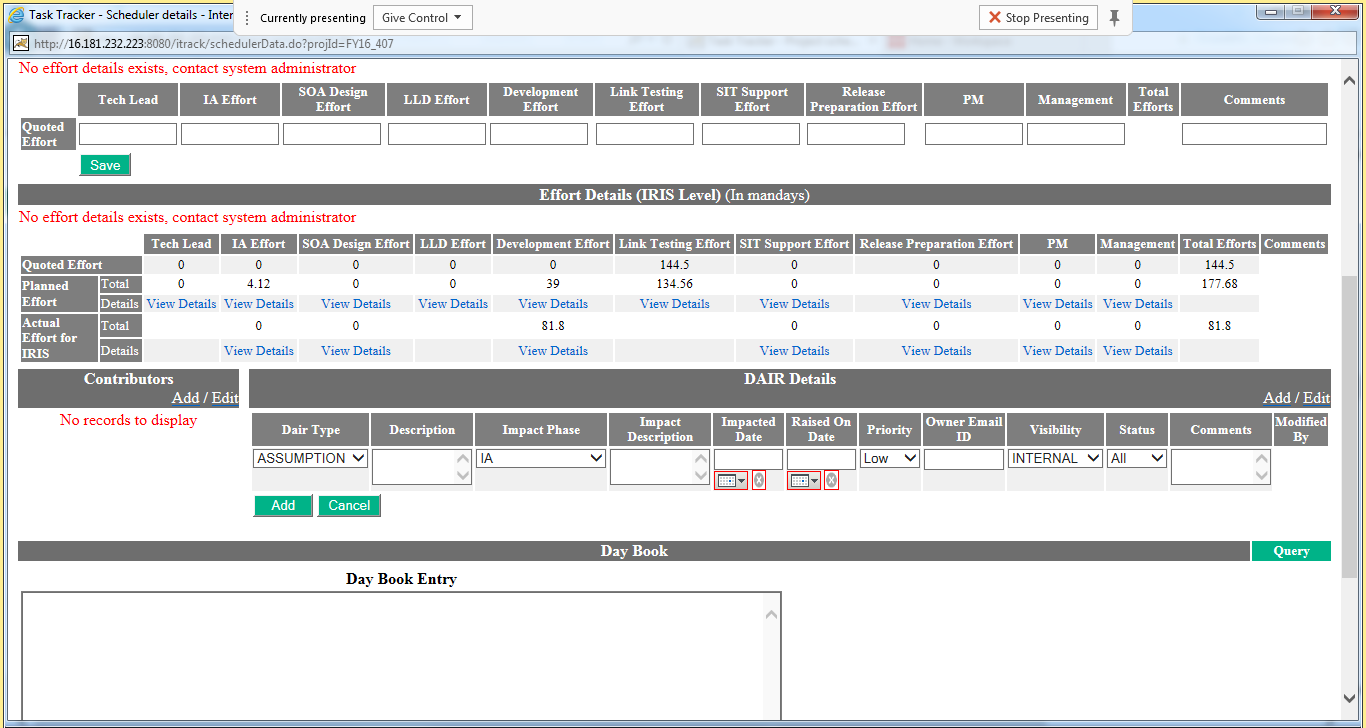 Task Tracker - Scheduler details - Inter
Currently presenting Give Control Stop Presenting
http://16.181.232.223:8080/itrack/schedulerData.do?projId=FY16_407
No effort details exists, contact system administrator
Tech Lead IA Effort SOA Design Effort LLD Effort Development Effort Link Testing Effort SIT Support Effort Release Preparation Effort PM Management Total Efforts Comments
Quoted Effort
Save
Effort Details (IRIS Level) (In mandays)
No effort details exists, contact system administrator
Tech Lead IA Effort SOA Design Effort LLD Effort Development Effort Link Testing Effort SIT Support Effort Release Preparation Effort PM Management Total Efforts Comments
Quoted Effort 0 0 0 0 0 144.5 0 0 0 0 144.5
Planned Effort Total 0 4.12 0 0 39 134.56 0 0 0 0 177.68
Details View Details View Details View Details View Details View Details View Details View Details View Details View Details View Details
Actual Effort for IRIS Total 0 0 81.8 0 0 0 0 81.8
Details View Details View Details View Details View Details View Details View Details View Details
Contributors DAIR Details
Add / Edit Add / Edit
No records to display
Dair Type Description Impact Phase Impact Description Impacted Date Raised On Date Priority Owner Email ID Visibility Status Comments Modified By
ASSUMPTION IA Low INTERNAL All
Add Cancel
Day Book Query
Day Book Entry